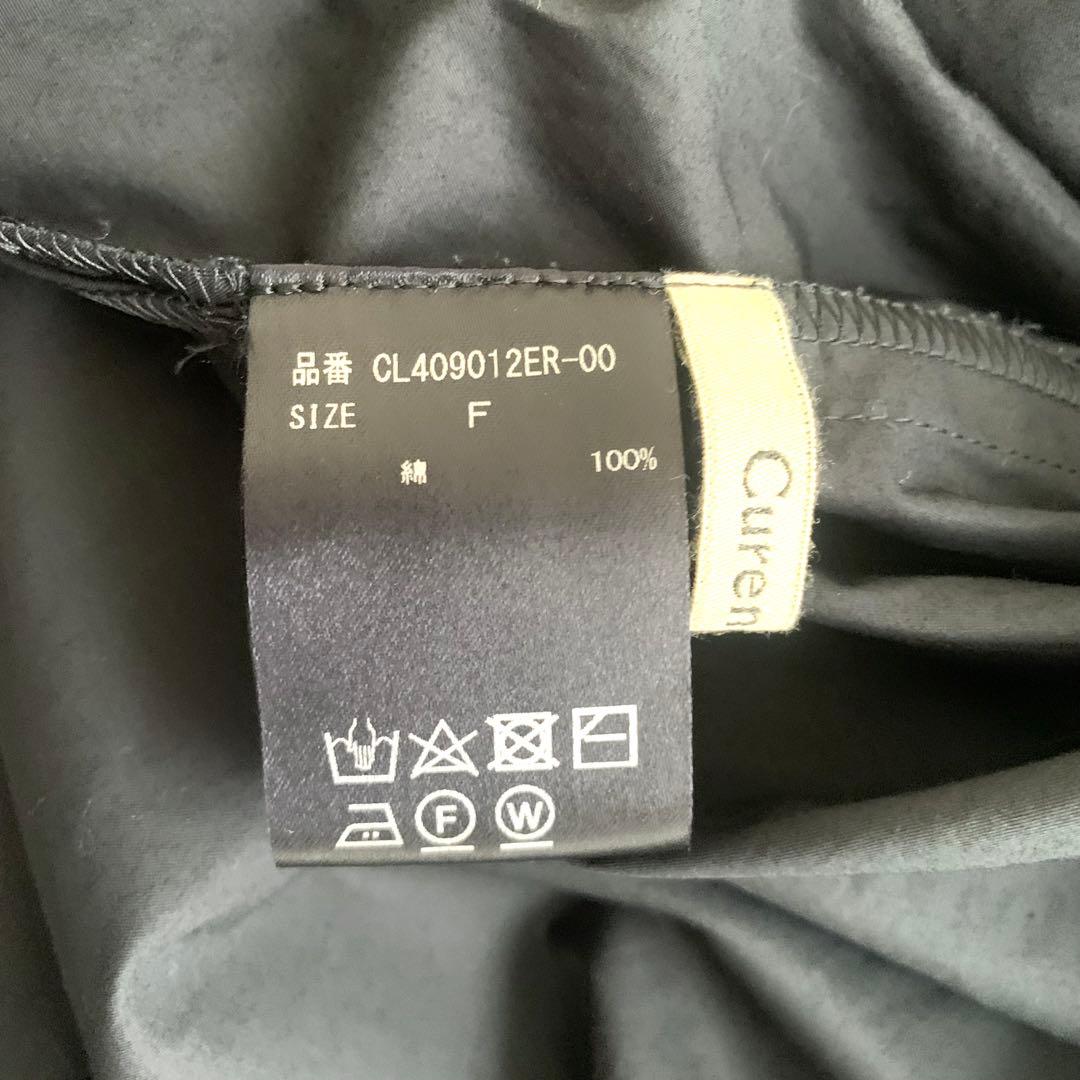 品番 CL409012ER-00
SIZE F
綿 100%
F W
Curen